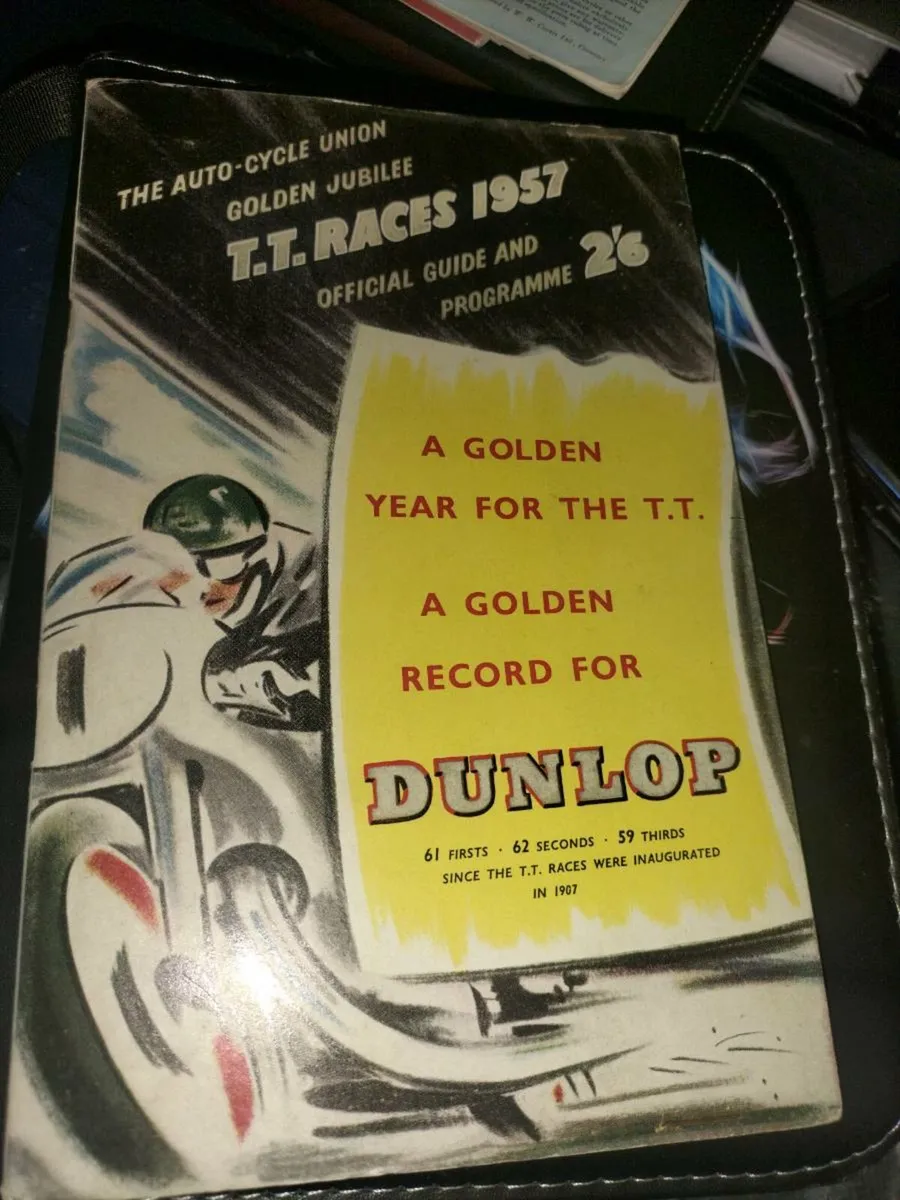 THE AUTO-CYCLE UNION
GOLDEN JUBILEE
T.T. RACES 1957
OFFICIAL GUIDE AND
PROGRAMME 2'6
A GOLDEN
YEAR FOR THE T.T.
A GOLDEN
RECORD FOR
DUNLOP
61 FIRSTS · 62 SECONDS · 59 THIRDS
SINCE THE T.T. RACES WERE INAUGURATED
IN 1907